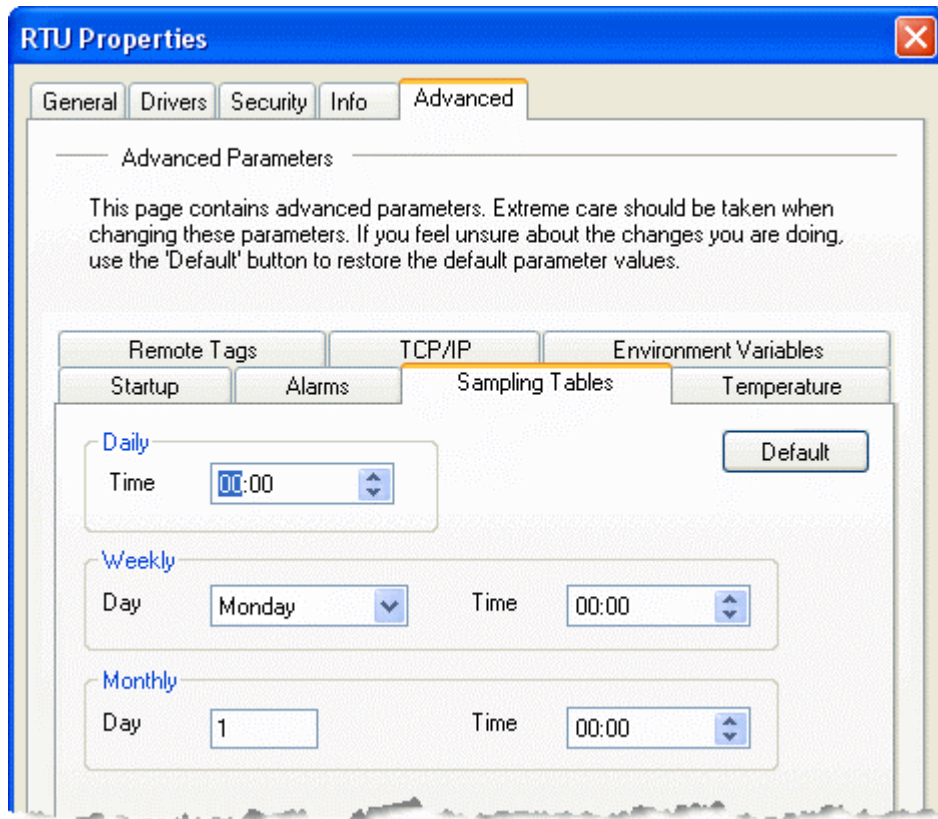 RTU Properties
General Drivers Security Info Advanced
Advanced Parameters
This page contains advanced parameters. Extreme care should be taken when
changing these parameters. If you feel unsure about the changes you are doing,
use the 'Default' button to restore the default parameter values.
Remote Tags TCP/IP Environment Variables
Startup Alarms Sampling Tables Temperature
Daily
Time 00:00
Default
Weekly
Day Monday Time 00:00
Monthly
Day 1 Time 00:00